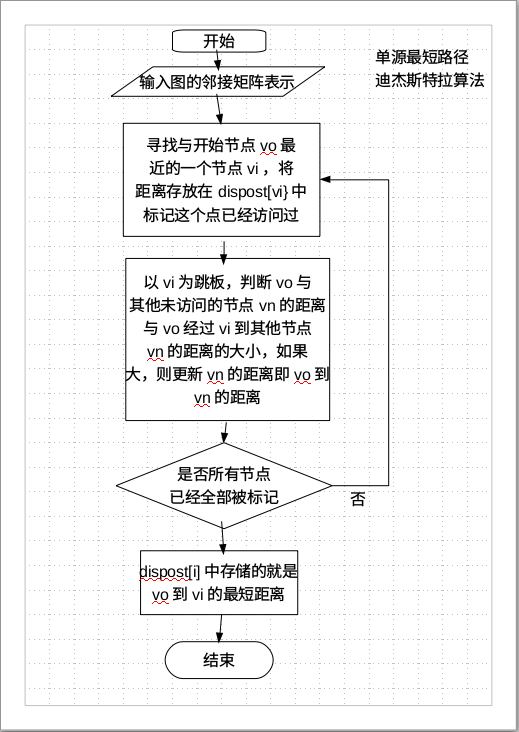 开始
单源最短路径
迪杰斯特拉算法
输入图的邻接矩阵表示
寻找与开始节点 vo 最
近的一个节点 vi ，将
距离存放在 dispost[vi} 中
标记这个点已经访问过
以 vi 为跳板，判断 vo 与
其他未访问的节点 vn 的距离
与 vo 经过 vi 到其他节点
vn 的距离的大小，如果
大，则更新 vn 的距离即 vo 到
vn 的距离
是否所有节点
已经全部被标记
否
dispost[i] 中存储的就是
vo 到 vi 的最短距离
结束